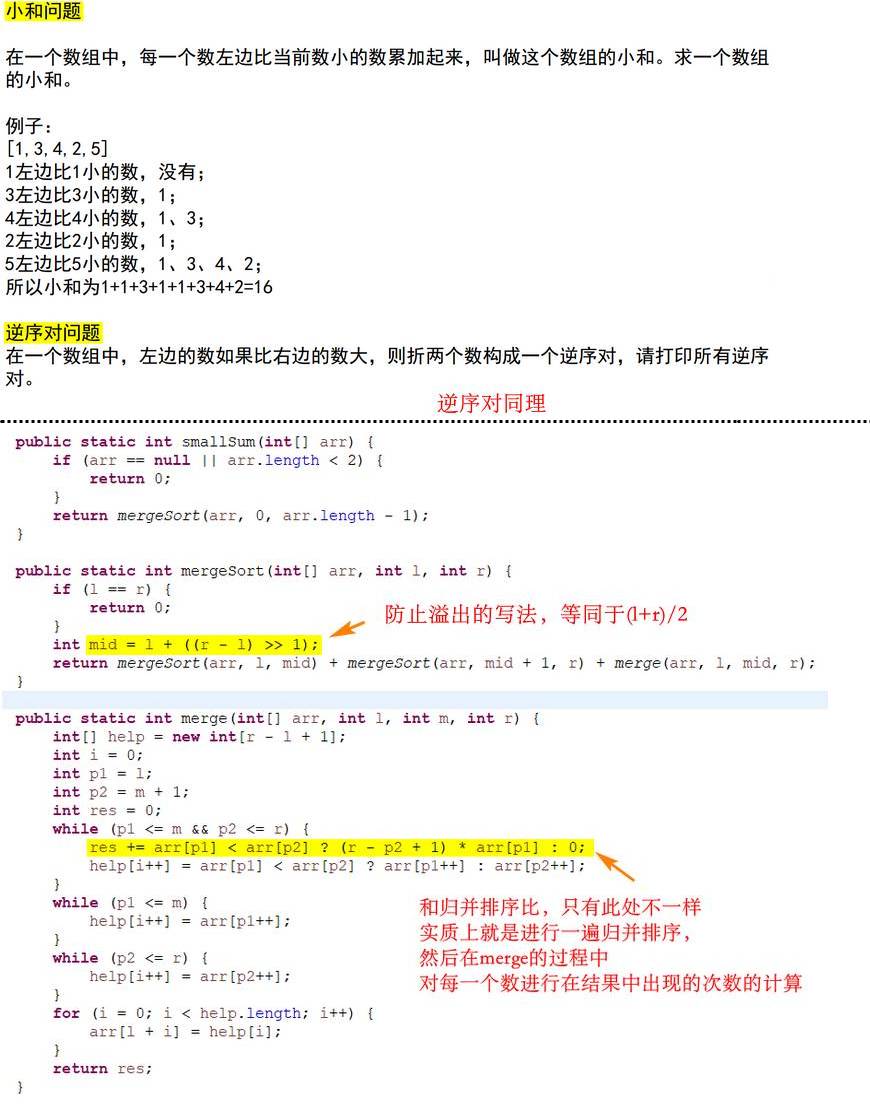 小和问题
在一个数组中，每一个数左边比当前数小的数累加起来，叫做这个数组的小和。求一个数组
的小和。
例子：
[1,3,4,2,5]
1左边比1小的数，没有；
3左边比3小的数，1；
4左边比4小的数，1、3；
2左边比2小的数，1；
5左边比5小的数，1、3、4、2；
所以小和为1+1+3+1+1+3+4+2=16
逆序对问题
在一个数组中，左边的数如果比右边的数大，则折两个数构成一个逆序对，请打印所有逆序
对。
逆序对同理
public static int smallSum(int[] arr) {
if (arr == null || arr.length < 2) {
return 0;
}
return mergeSort(arr, 0, arr.length - 1);
}
public static int mergeSort(int[] arr, int l, int r) {
if (l == r) {
return 0;
}
防止溢出的写法，等同于(l+r)/2
int mid = l + ((r - l) >> 1);
return mergeSort(arr, l, mid) + mergeSort(arr, mid + 1, r) + merge(arr, l, mid, r);
}
public static int merge(int[] arr, int l, int m, int r) {
int[] help = new int[r - l + 1];
int i = 0;
int p1 = l;
int p2 = m + 1;
int res = 0;
while (p1 <= m && p2 <= r) {
res += arr[p1] < arr[p2] ? (r - p2 + 1) * arr[p1] : 0;
help[i++] = arr[p1] < arr[p2] ? arr[p1++] : arr[p2++];
}
while (p1 <= m) {
help[i++] = arr[p1++];
}
while (p2 <= r) {
help[i++] = arr[p2++];
}
for (i = 0; i < help.length; i++) {
arr[l + i] = help[i];
}
return res;
}
和归并排序比，只有此处不一样
实质上就是进行一遍归并排序，
然后在merge的过程中
对每一个数进行在结果中出现的次数的计算